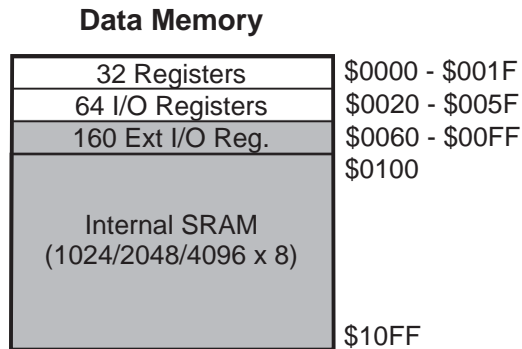 Data Memory
32 Registers $0000 - $001F
64 I/O Registers $0020 - $005F
160 Ext I/O Reg. $0060 - $00FF
$0100
Internal SRAM
(1024/2048/4096 x 8)
$10FF